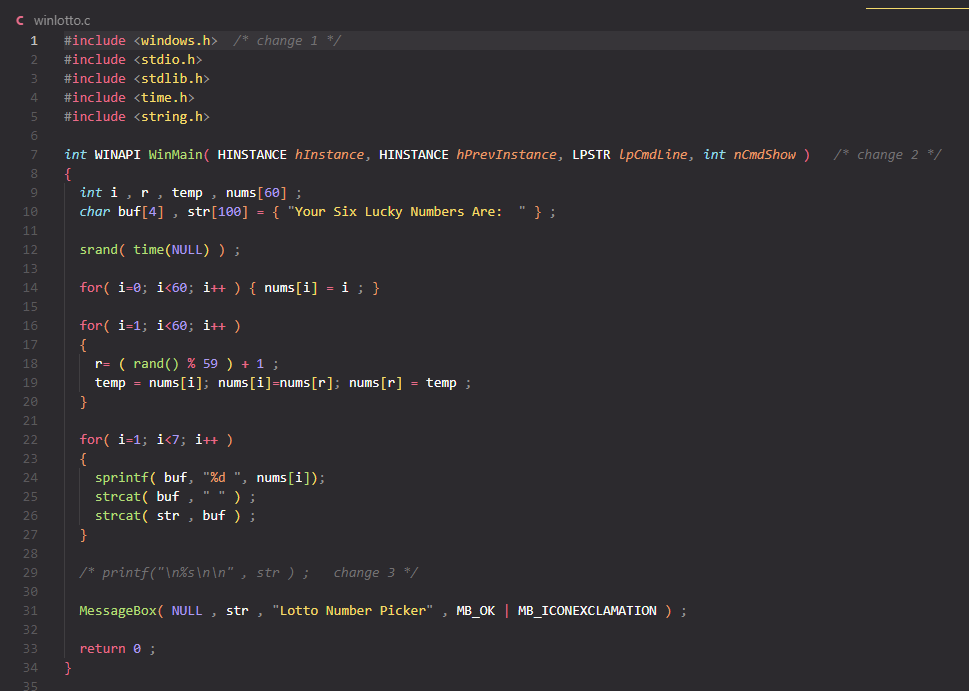 C winlotto.c
1 #include <windows.h>  /* change 1 */
2 #include <stdio.h>
3 #include <stdlib.h>
4 #include <time.h>
5 #include <string.h>
6
7 int WINAPI WinMain( HINSTANCE hInstance, HINSTANCE hPrevInstance, LPSTR lpCmdLine, int nCmdShow )   /* change 2 */
8 {
9   int i , r , temp , nums[60] ;
10   char buf[4] , str[100] = { "Your Six Lucky Numbers Are:  " } ;
11
12   srand( time(NULL) ) ;
13
14   for( i=0; i<60; i++ ) { nums[i] = i ; }
15
16   for( i=1; i<60; i++ )
17   {
18     r= ( rand() % 59 ) + 1 ;
19     temp = nums[i]; nums[i]=nums[r]; nums[r] = temp ;
20   }
21
22   for( i=1; i<7; i++ )
23   {
24     sprintf( buf, "%d ", nums[i]);
25     strcat( buf , " " ) ;
26     strcat( str , buf ) ;
27   }
28
29   /* printf("\n%s\n\n" , str ) ;   change 3 */
30
31   MessageBox( NULL , str , "Lotto Number Picker" , MB_OK | MB_ICONEXCLAMATION ) ;
32
33   return 0 ;
34 }
35